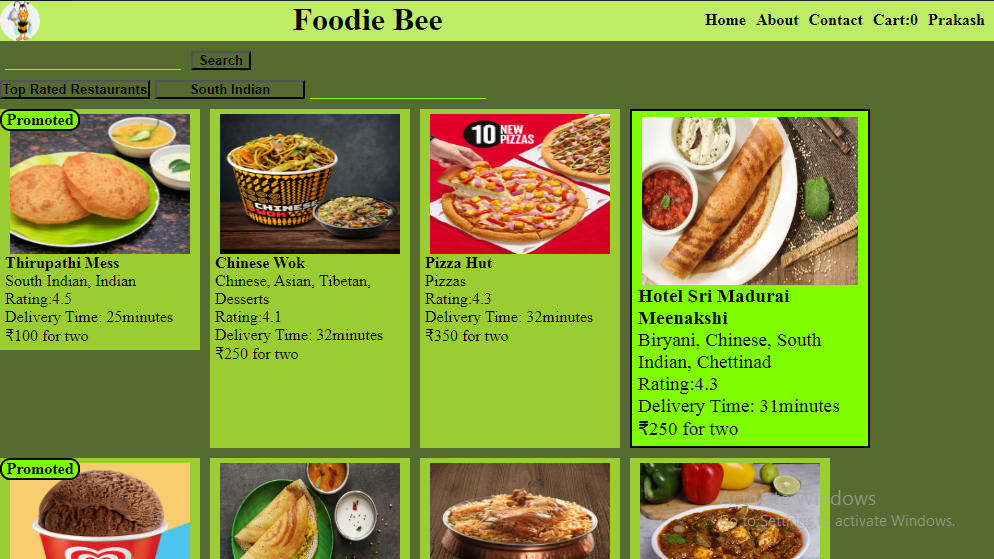 Foodie Bee
Home About Contact Cart:0 Prakash
Search
Top Rated Restaurants South Indian
Promoted
Thirupathi Mess
South Indian, Indian
Rating:4.5
Delivery Time: 25minutes
₹100 for two
CHINESE
WOK
Chinese Wok
Chinese, Asian, Tibetan,
Desserts
Rating:4.1
Delivery Time: 32minutes
₹250 for two
10 NEW
PIZZAS
Pizza Hut
Pizzas
Rating:4.3
Delivery Time: 32minutes
₹350 for two
Hotel Sri Madurai
Meenakshi
Biryani, Chinese, South
Indian, Chettinad
Rating:4.3
Delivery Time: 31minutes
₹250 for two
Promoted
Activate Windows
Go to Settings to activate Windows.